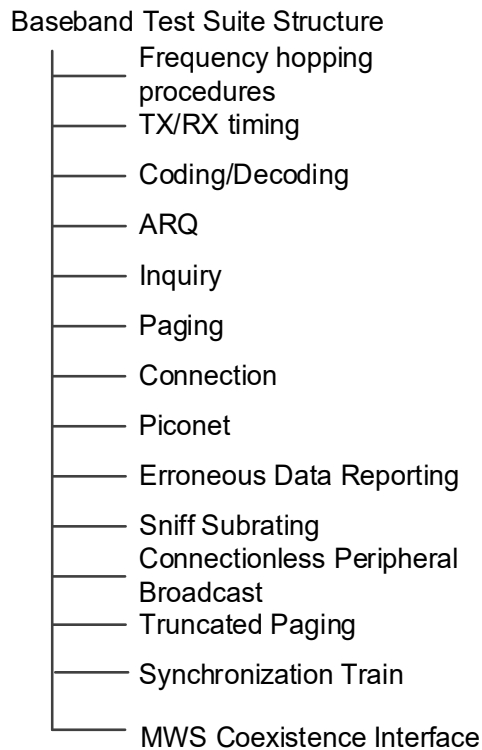 Baseband Test Suite Structure
Frequency hopping
procedures
TX/RX timing
Coding/Decoding
ARQ
Inquiry
Paging
Connection
Piconet
Erroneous Data Reporting
Sniff Subrating
Connectionless Peripheral
Broadcast
Truncated Paging
Synchronization Train
MWS Coexistence Interface